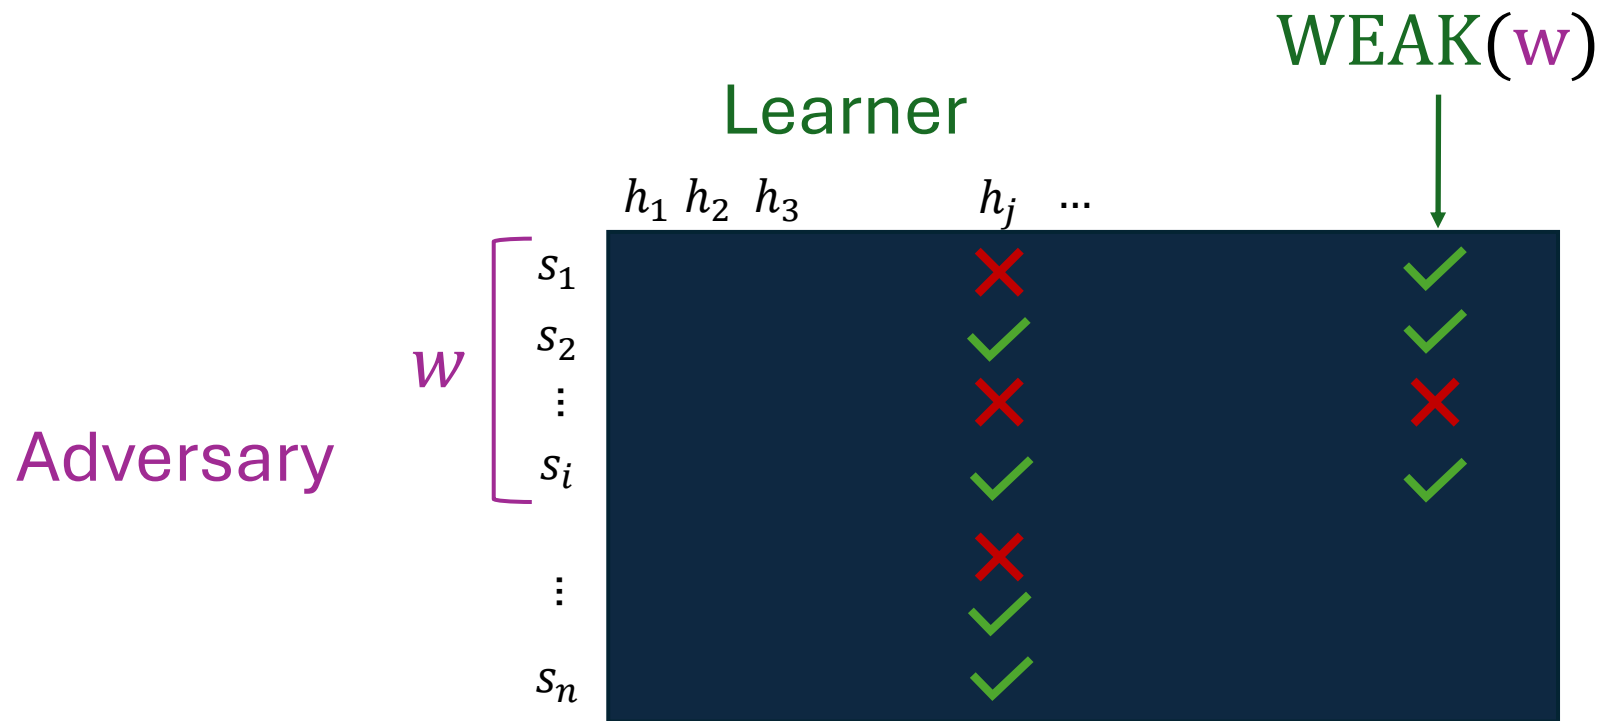 WEAK(w)
Learner
h₁ h₂ h₃ hⱼ ...
s₁
s₂
w
⋮
Adversary
sᵢ
⋮
sₙ